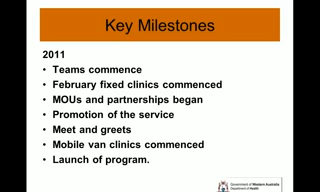 Key Milestones
2011
• Teams commence
• February fixed clinics commenced
• MOUs and partnerships began
• Promotion of the service
• Meet and greets
• Mobile van clinics commenced
• Launch of program.
Government of Western Australia
Department of Health